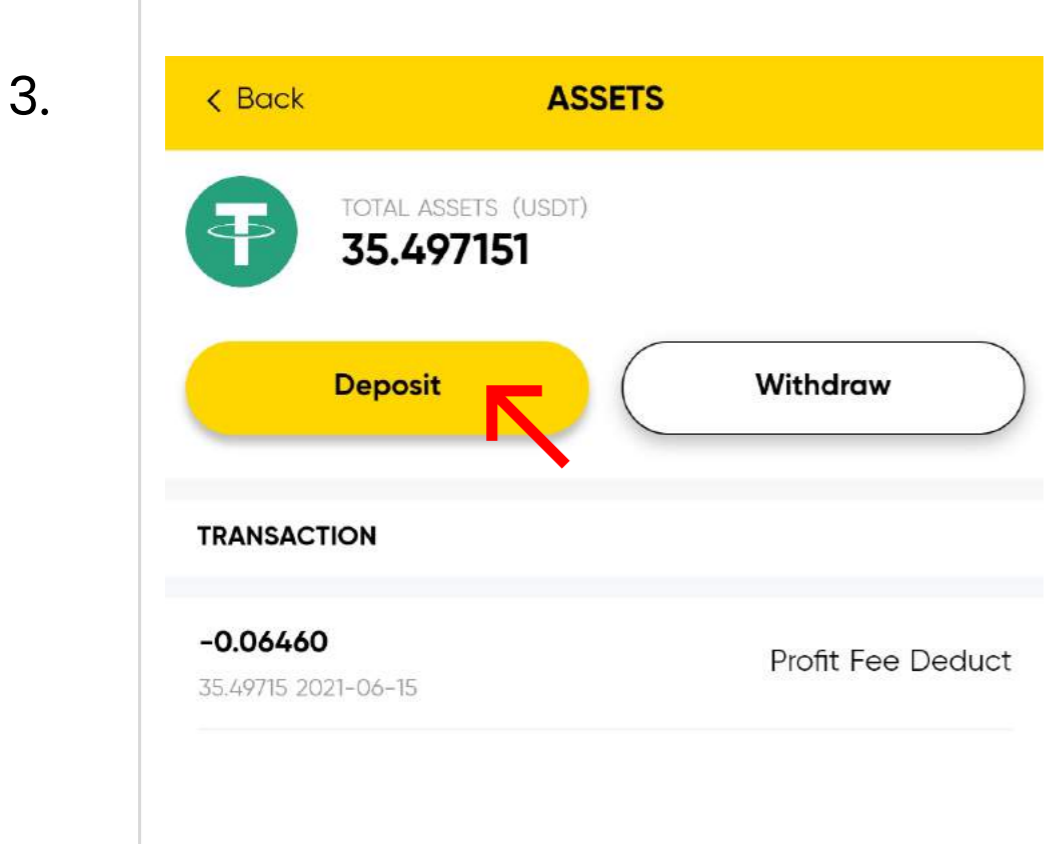 3.
< Back
ASSETS
TOTAL ASSETS (USDT)
35.497151
Deposit
Withdraw
TRANSACTION
-0.06460
Profit Fee Deduct
35.49715 2021-06-15